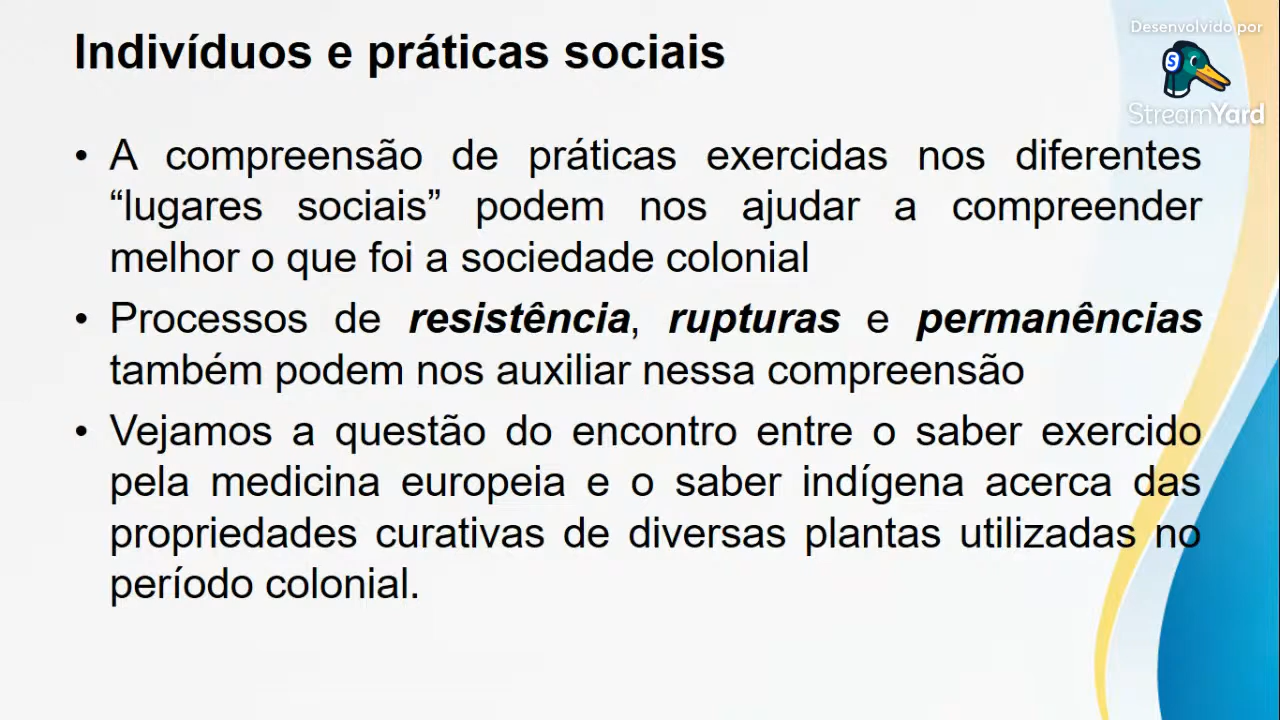 Indivíduos e práticas sociais
Desenvolvido por
S
StreamYard
• A compreensão de práticas exercidas nos diferentes
“lugares sociais” podem nos ajudar a compreender
melhor o que foi a sociedade colonial
• Processos de resistência, rupturas e permanências
também podem nos auxiliar nessa compreensão
• Vejamos a questão do encontro entre o saber exercido
pela medicina europeia e o saber indígena acerca das
propriedades curativas de diversas plantas utilizadas no
período colonial.